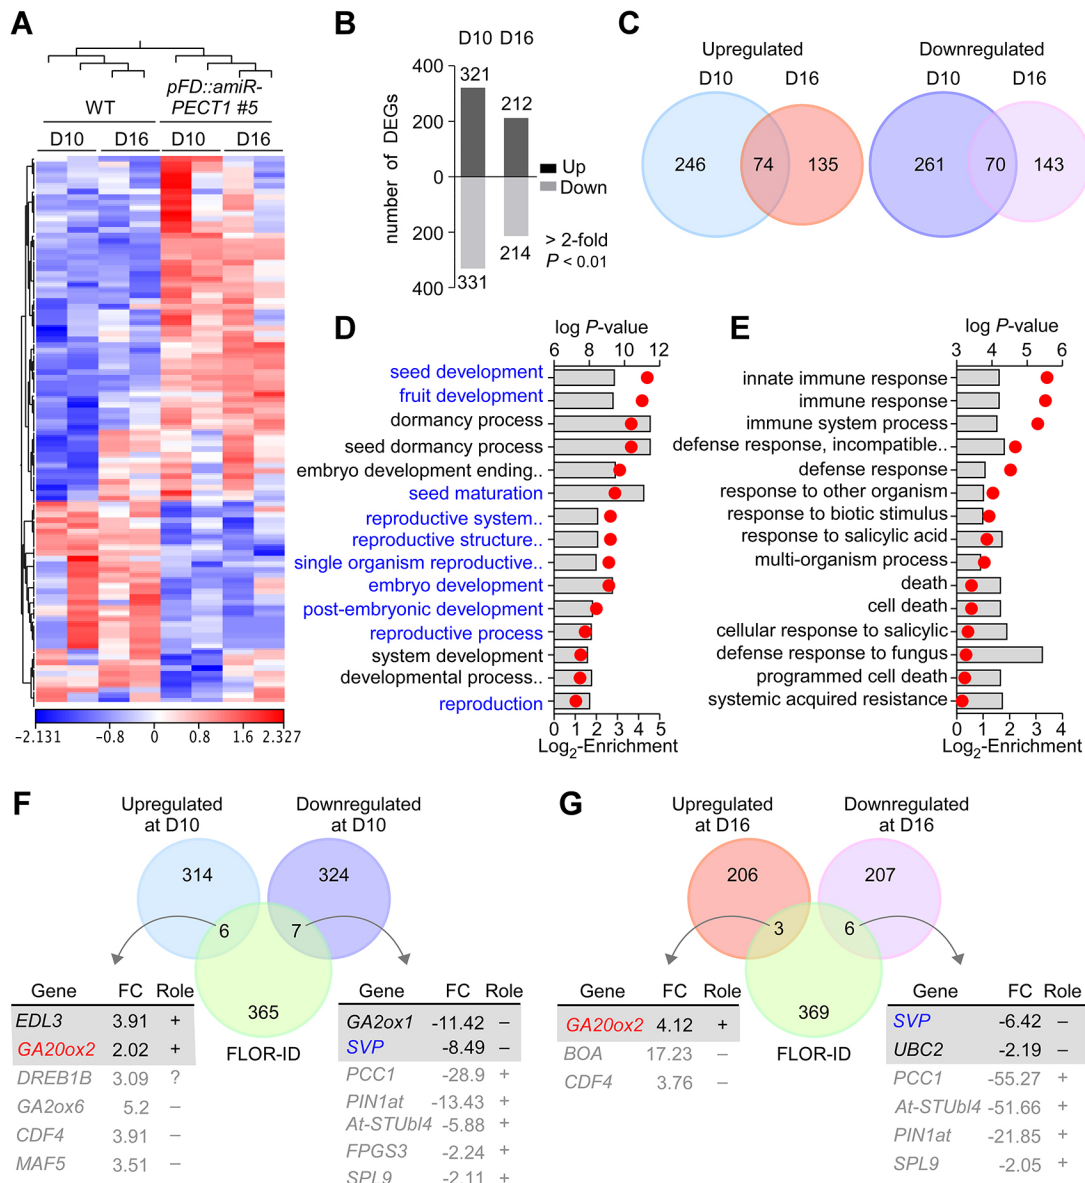 A
WT
pFD::amiR-
PECT1 #5
D10
D16
D10
D16
−2.131
−0.8
0
0.8
1.6
2.327
B
D10 D16
number of DEGs
400
200
0
200
400
321
212
331
214
Up
Down
> 2-fold
P < 0.01
C
Upregulated
D10
D16
246
74
135
Downregulated
D10
D16
261
70
143
D
log P-value
6 8 10 12
seed development
fruit development
dormancy process
seed dormancy process
embryo development ending..
seed maturation
reproductive system..
reproductive structure..
single organism reproductive..
embryo development
post-embryonic development
reproductive process
system development
developmental process..
reproduction
0 1 2 3 4 5
Log2-Enrichment
E
log P-value
3 4 5 6
innate immune response
immune response
immune system process
defense response, incompatible..
defense response
response to other organism
response to biotic stimulus
response to salicylic acid
multi-organism process
death
cell death
cellular response to salicylic
defense response to fungus
programmed cell death
systemic acquired resistance
0 1 2 3 4
Log2-Enrichment
F
Upregulated
at D10
Downregulated
at D10
314
324
6
7
365
FLOR-ID
Gene FC Role
EDL3 3.91 +
GA20ox2 2.02 +
DREB1B 3.09 ?
GA2ox6 5.2 −
CDF4 3.91 −
MAF5 3.51 −
Gene FC Role
GA2ox1 -11.42 −
SVP -8.49 −
PCC1 -28.9 +
PIN1at -13.43 +
At-STUbl4 -5.88 +
FPGS3 -2.24 +
SPL9 -2.11 +
G
Upregulated
at D16
Downregulated
at D16
206
207
3
6
369
FLOR-ID
Gene FC Role
GA20ox2 4.12 +
BOA 17.23 −
CDF4 3.76 −
Gene FC Role
SVP -6.42 −
UBC2 -2.19 −
PCC1 -55.27 +
At-STUbl4 -51.66 +
PIN1at -21.85 +
SPL9 -2.05 +